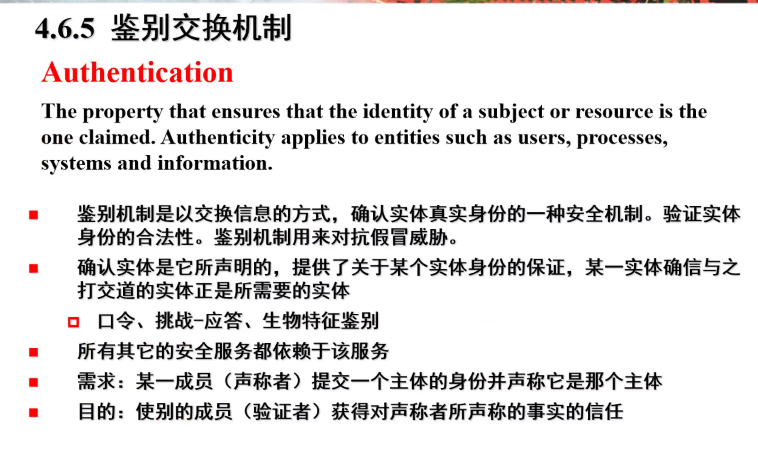 4.6.5 鉴别交换机制
Authentication
The property that ensures that the identity of a subject or resource is the
one claimed. Authenticity applies to entities such as users, processes,
systems and information.
鉴别机制是以交换信息的方式，确认实体真实身份的一种安全机制。验证实体
身份的合法性。鉴别机制用来对抗假冒威胁。
确认实体是它所声明的，提供了关于某个实体身份的保证，某一实体确信与之
打交道的实体正是所需要的实体
口令、挑战-应答、生物特征鉴别
所有其它的安全服务都依赖于该服务
需求：某一成员（声称者）提交一个主体的身份并声称它是那个主体
目的：使别的成员（验证者）获得对声称者所声称的事实的信任